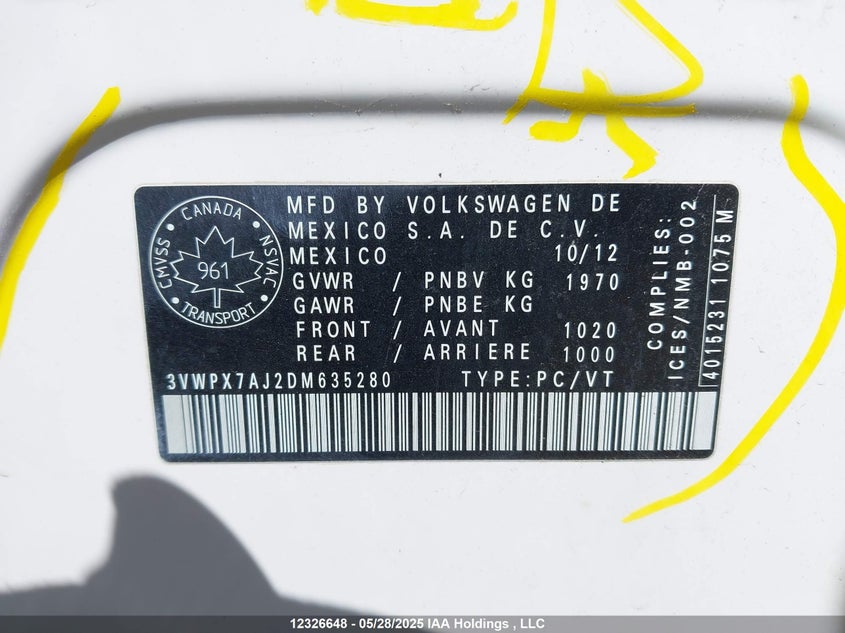 CANADA
CMVSS
NSVAC
961
TRANSPORT
MFD BY VOLKSWAGEN DE
MEXICO S.A. DE C.V.
MEXICO 10/12
GVWR / PNBV KG 1970
GAWR / PNBE KG
FRONT / AVANT 1020
REAR / ARRIERE 1000
3VWPX7AJ2DM635280 TYPE:PC/VT
COMPLIES:
ICES/NMB-002
4015231 1075 M
12326648 - 05/28/2025 IAA Holdings , LLC